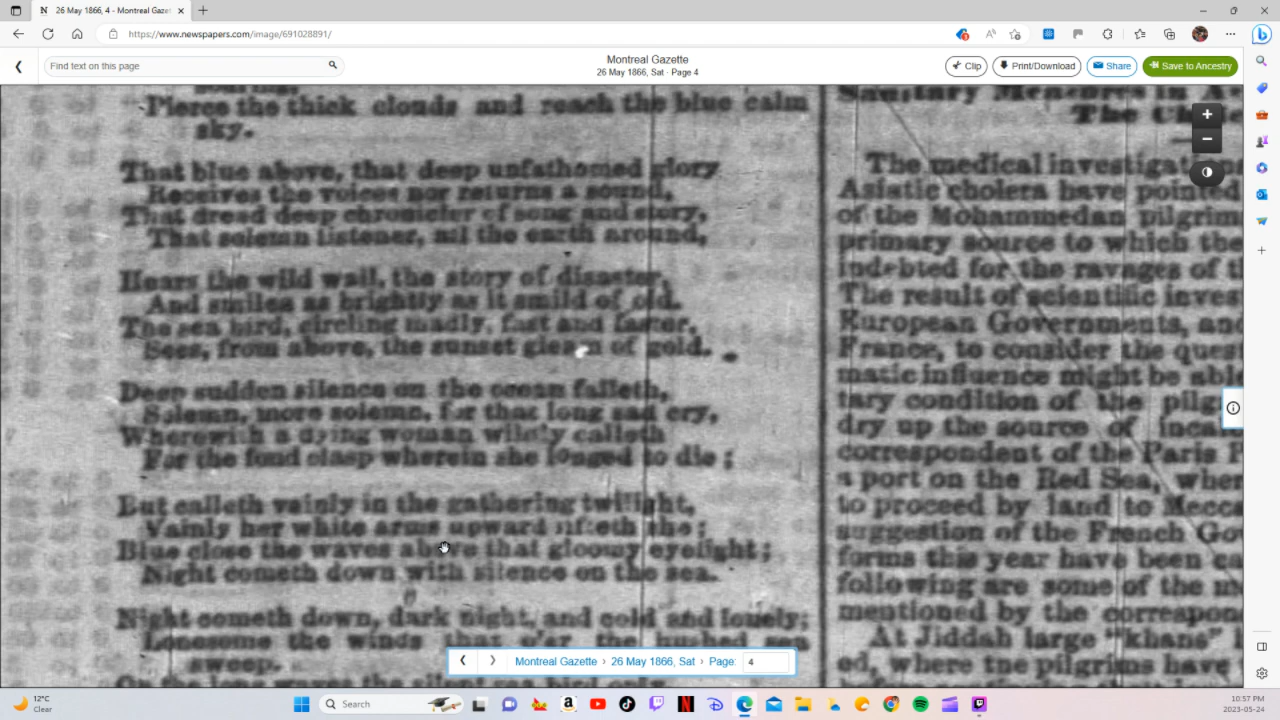 26 May 1866, 4 - Montreal Gaze
https://www.newspapers.com/image/691028891/
Find text on this page
Montreal Gazette
26 May 1866, Sat · Page 4
Clip
Print/Download
Share
Save to Ancestry
Pierce the thick clouds and reach the blue calm
sky.
That blue above, that deep unfathomed glory
Receives the voices nor returns a sound,
That dread deep chronicler of song and story,
That solemn listener, all the earth around,
Hears the wild wail, the story of disaster,
And smiles as brightly as it smild of old.
The sea bird, circling madly, fast and faster,
Sees, from above, the sunset gleam of gold.
Deep sudden silence on the ocean falleth,
Solemn, more solemn, for that long sad cry,
Wherewith a dying woman wildly calleth
For the fond clasp wherein she longed to die;
But calleth vainly in the gathering twilight,
Vainly her white arms upward lifteth she;
Blue close the waves above that gloomy eyelight;
Night cometh down with silence on the sea.
Night cometh down, dark night, and cold and lonely;
Lonesome the winds that o'er the hushed sea
sweep.
Sanitary Measures in
The
The medical
Asiatic cholera have pointed
of the Mohammedan pilgrim
primary source to which the
indebted for the ravages of t
The result of scientific inves
European Governments, and
France, to consider the ques
matic influence might be able
tary condition of the pilgr
dry up the source of
correspondent of the Paris P
a port on the Red Sea, wher
to proceed by land to Mecca
suggestion of the French Go
forms this year have been ca
following are some of the m
mentioned by the correspon
At Jiddah large "khans"
ed, where the pilgrims have
Montreal Gazette › 26 May 1866, Sat › Page: 4
12°C
Clear
Search
10:57 PM
2023-05-24